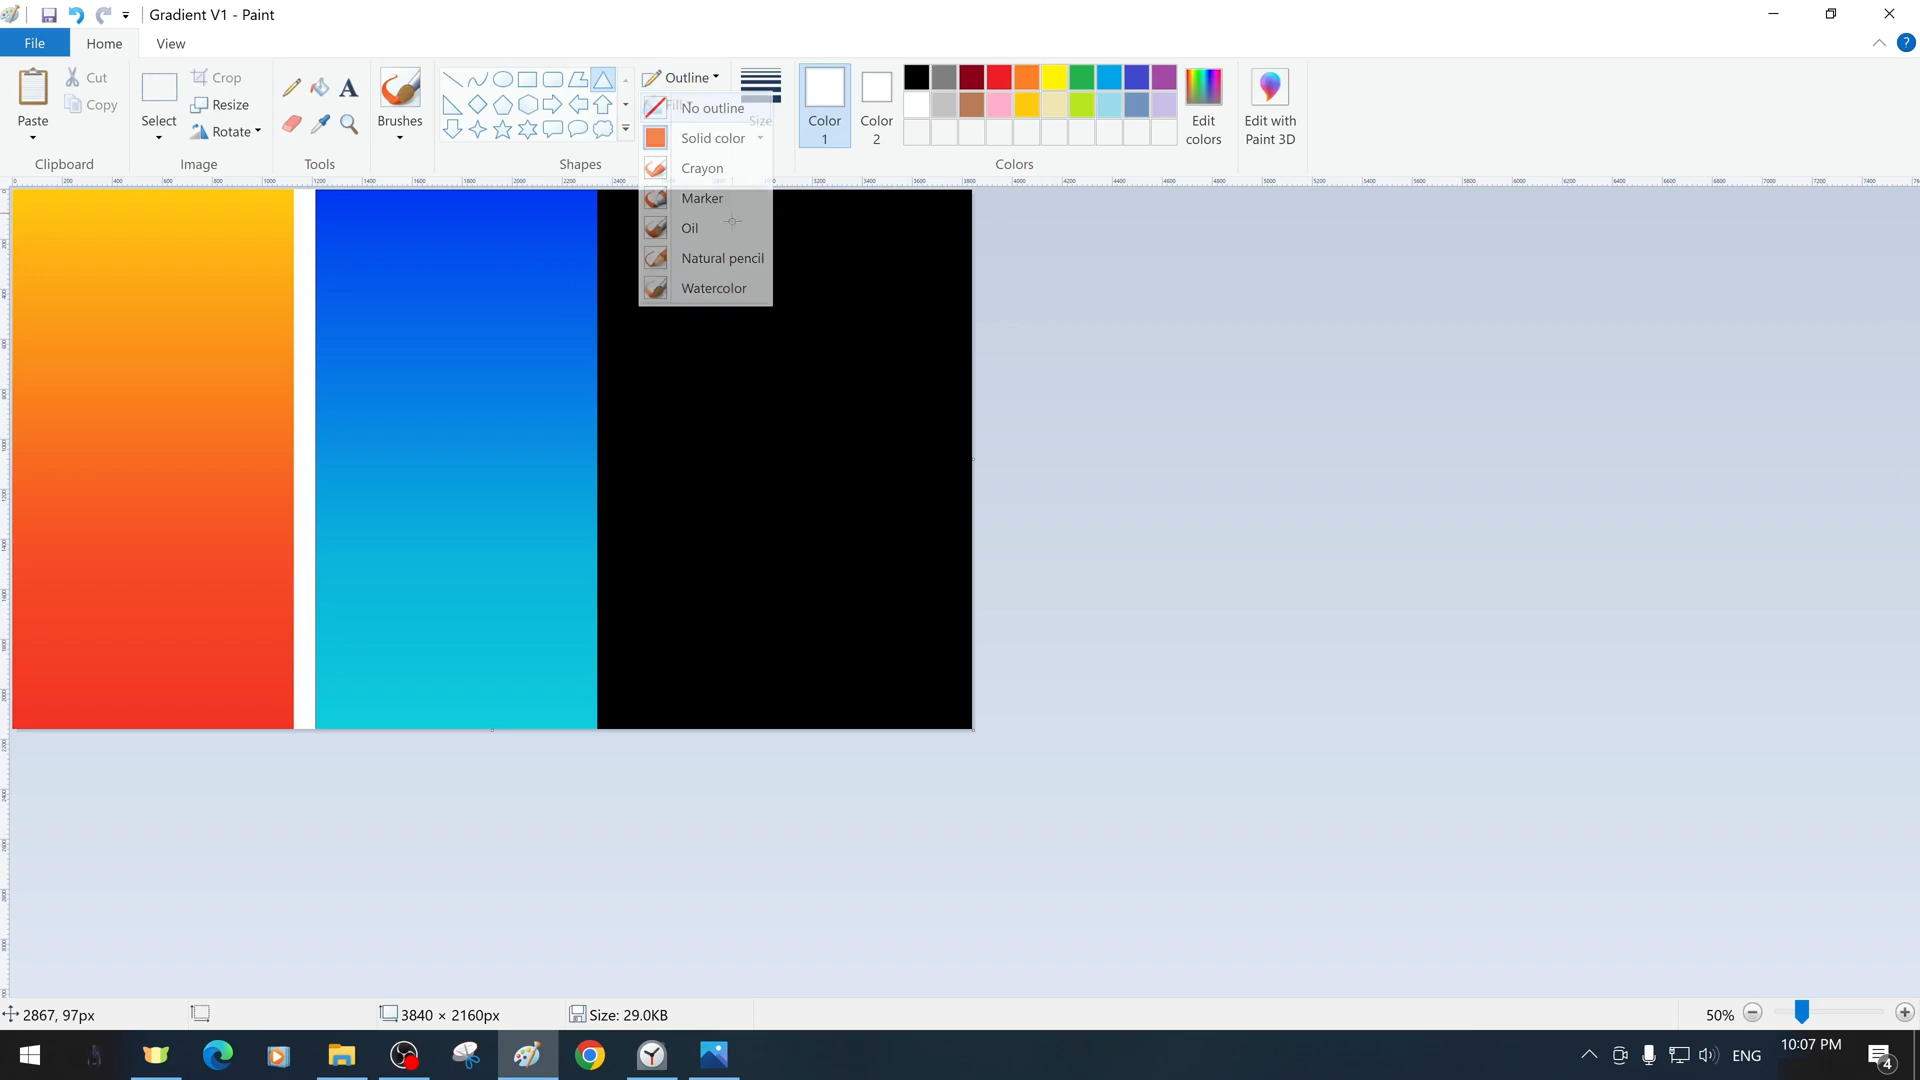 Gradient V1 - Paint
File
Home
View
Paste
Cut
Copy
Clipboard
Select
Crop
Resize
Rotate
Image
Tools
Brushes
Shapes
Outline
Fill
No outline
Solid color
Crayon
Marker
Oil
Natural pencil
Watercolor
Size
Color
1
Color
2
Edit
colors
Edit with
Paint 3D
Colors
2867, 97px
3840 × 2160px
Size: 29.0KB
50%
ENG
10:07 PM
4